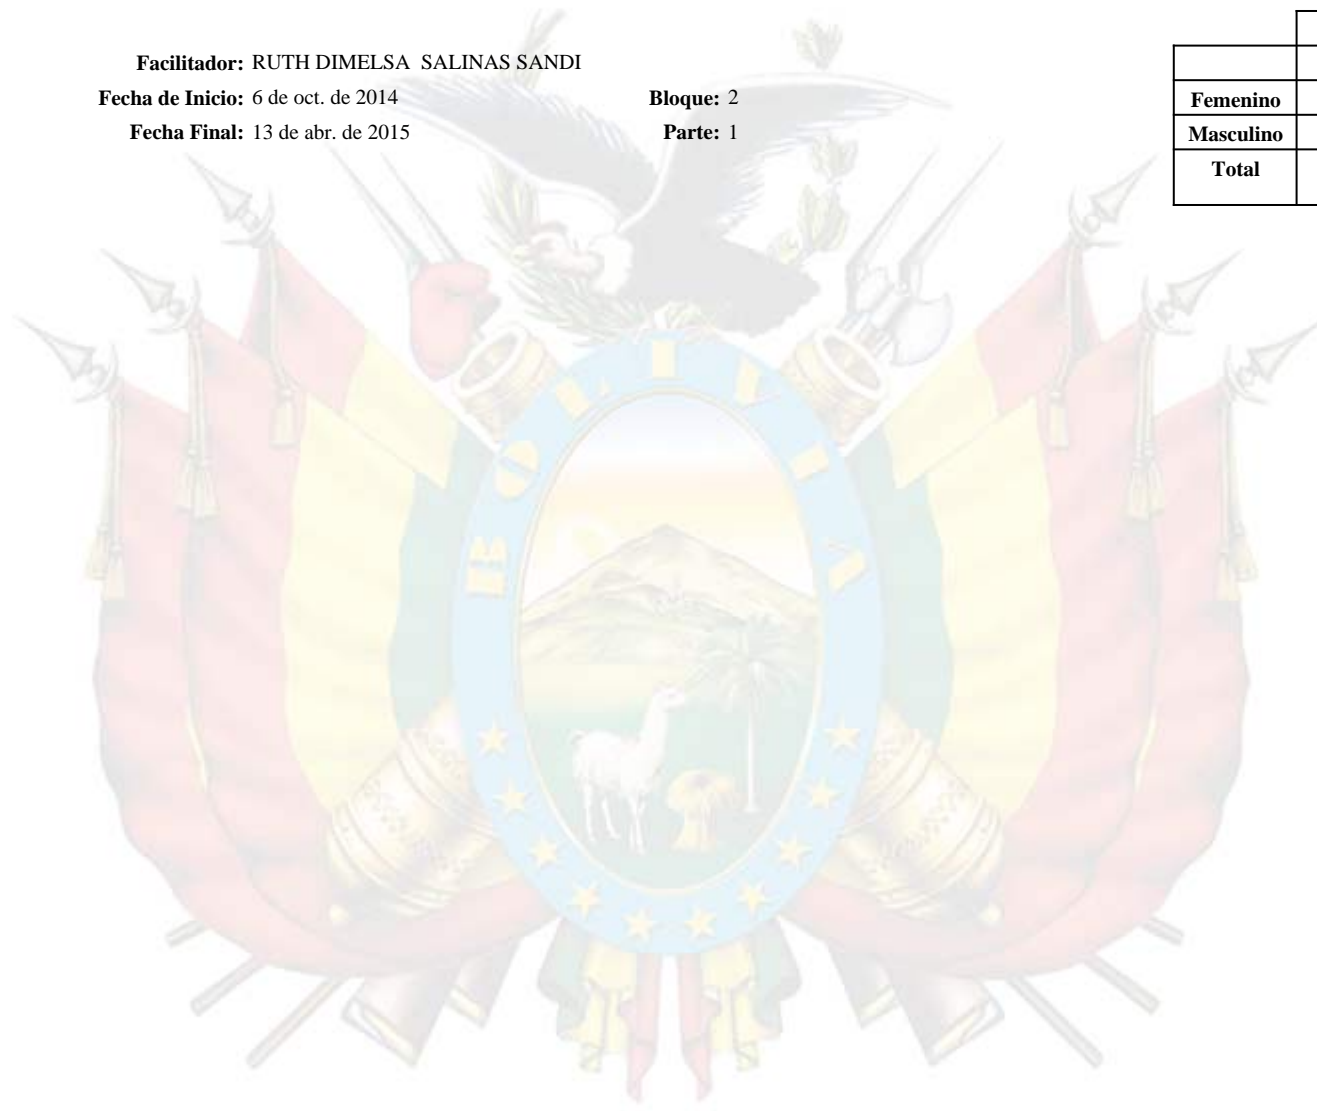 Facilitador: RUTH DIMELSA SALINAS SANDI
Fecha de Inicio: 6 de oct. de 2014 Bloque: 2
Fecha Final: 13 de abr. de 2015 Parte: 1
Femenino
Masculino
Total
BOLIVIA